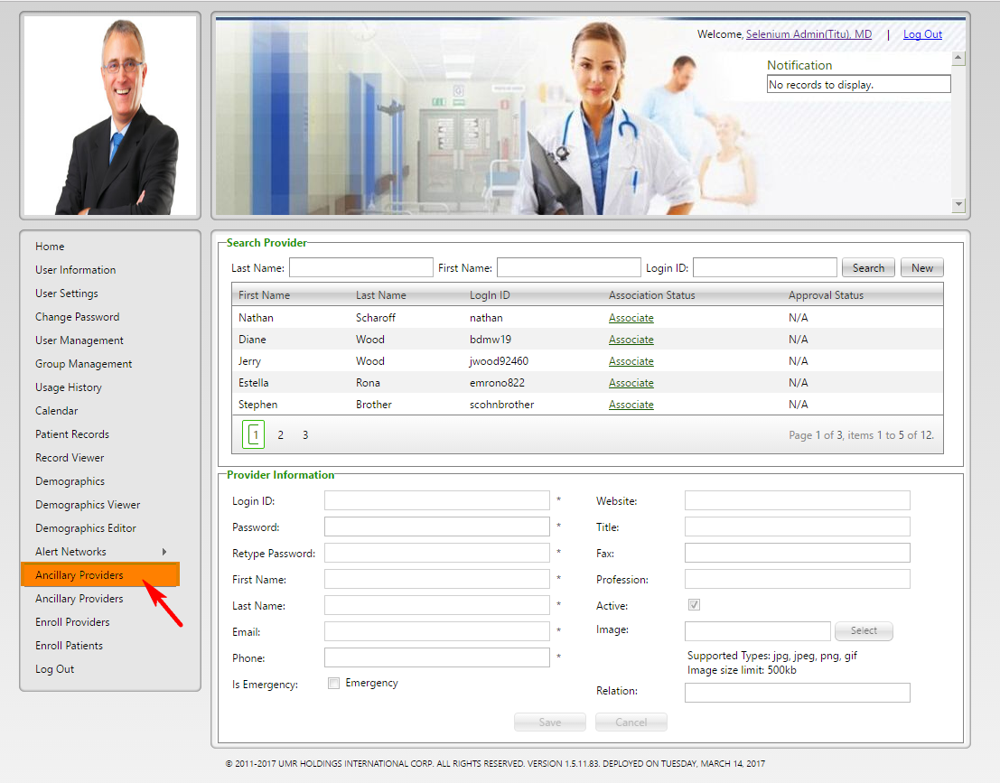 Welcome, Selenium Admin(Titu), MD | Log Out
Notification
No records to display.
Home
User Information
User Settings
Change Password
User Management
Group Management
Usage History
Calendar
Patient Records
Record Viewer
Demographics
Demographics Viewer
Demographics Editor
Alert Networks
Ancillary Providers
Ancillary Providers
Enroll Providers
Enroll Patients
Log Out
Search Provider
Last Name: First Name: Login ID: Search New
First Name Last Name LogIn ID Association Status Approval Status
Nathan Scharoff nathan Associate N/A
Diane Wood bdmw19 Associate N/A
Jerry Wood jwood92460 Associate N/A
Estella Rona emrono822 Associate N/A
Stephen Brother scohnbrother Associate N/A
1 2 3 Page 1 of 3, items 1 to 5 of 12.
Provider Information
Login ID: * Website:
Password: * Title:
Retype Password: * Fax:
First Name: * Profession:
Last Name: * Active:
Email: * Image: Select
Supported Types: jpg, jpeg, png, gif
Phone: *
Image size limit: 500kb
Is Emergency: Emergency
Relation:
Save Cancel
© 2011-2017 UMR HOLDINGS INTERNATIONAL CORP. ALL RIGHTS RESERVED. VERSION 1.5.11.83. DEPLOYED ON TUESDAY, MARCH 14, 2017